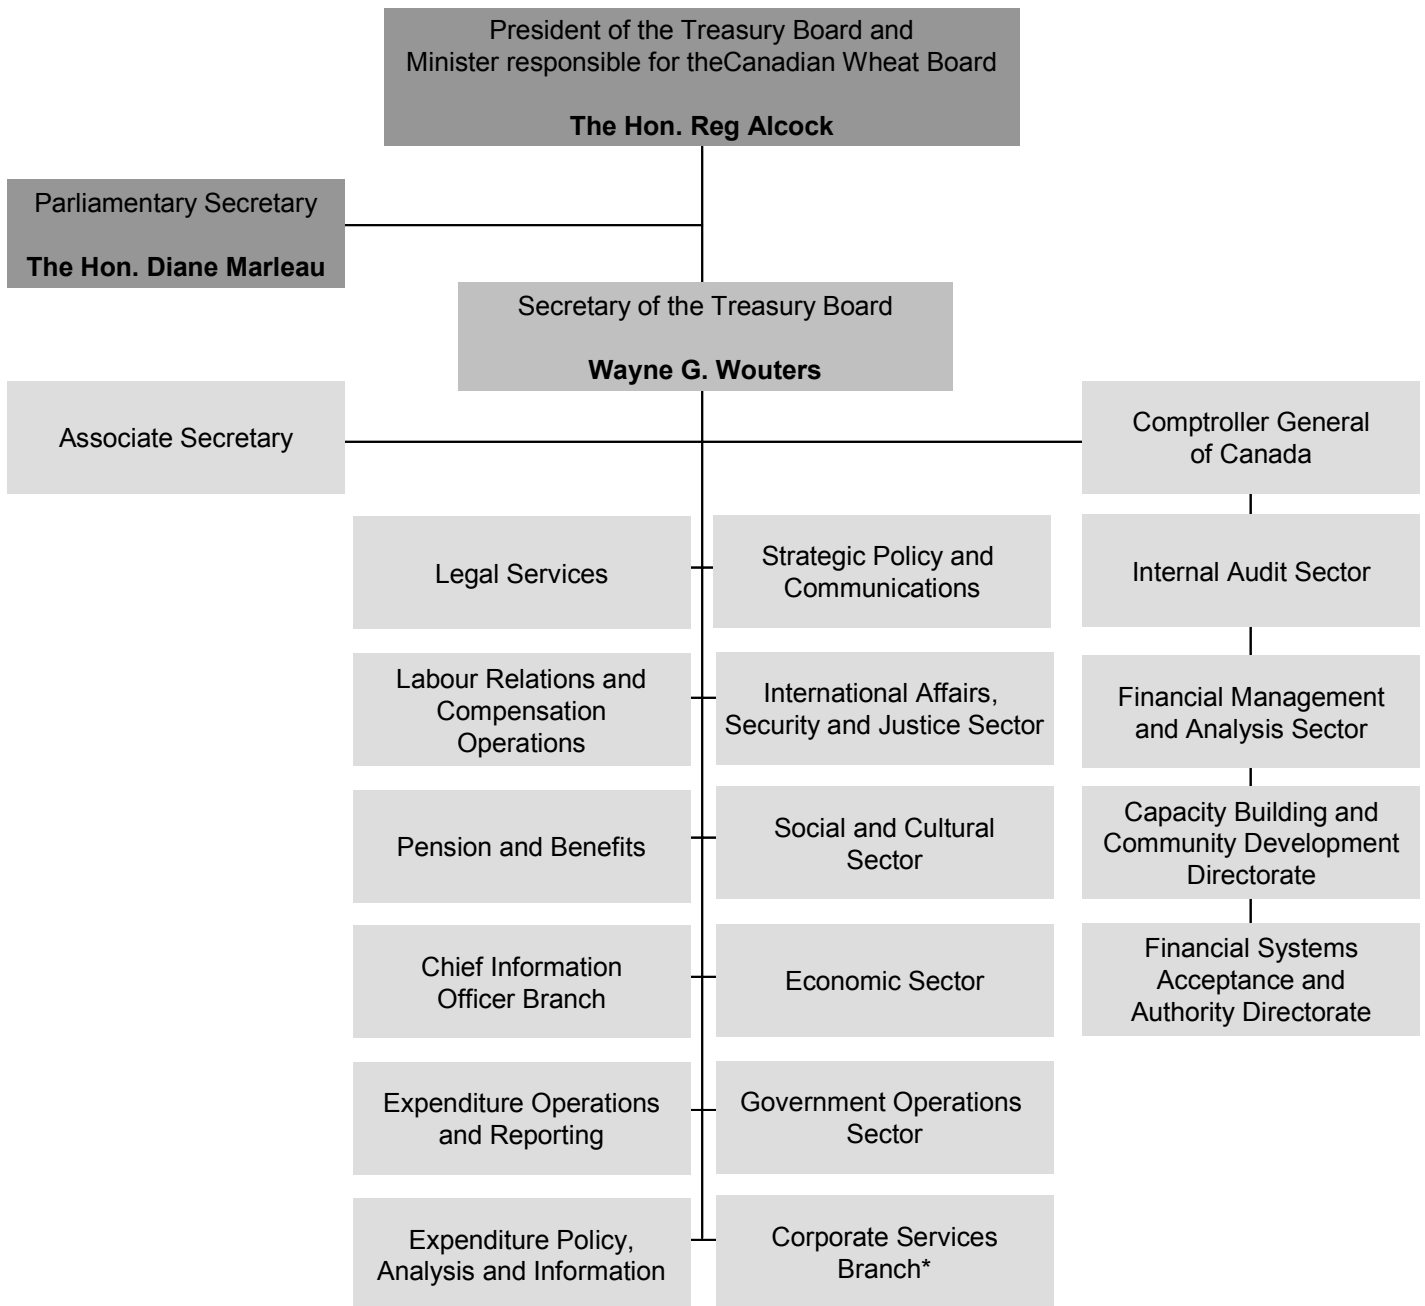 President of the Treasury Board and
Minister responsible for theCanadian Wheat Board
The Hon. Reg Alcock
Parliamentary Secretary
The Hon. Diane Marleau
Secretary of the Treasury Board
Wayne G. Wouters
Associate Secretary
Comptroller General
of Canada
Legal Services
Strategic Policy and
Communications
Internal Audit Sector
Labour Relations and
Compensation
Operations
International Affairs,
Security and Justice Sector
Financial Management
and Analysis Sector
Pension and Benefits
Social and Cultural
Sector
Capacity Building and
Community Development
Directorate
Chief Information
Officer Branch
Economic Sector
Financial Systems
Acceptance and
Authority Directorate
Expenditure Operations
and Reporting
Government Operations
Sector
Expenditure Policy,
Analysis and Information
Corporate Services
Branch*